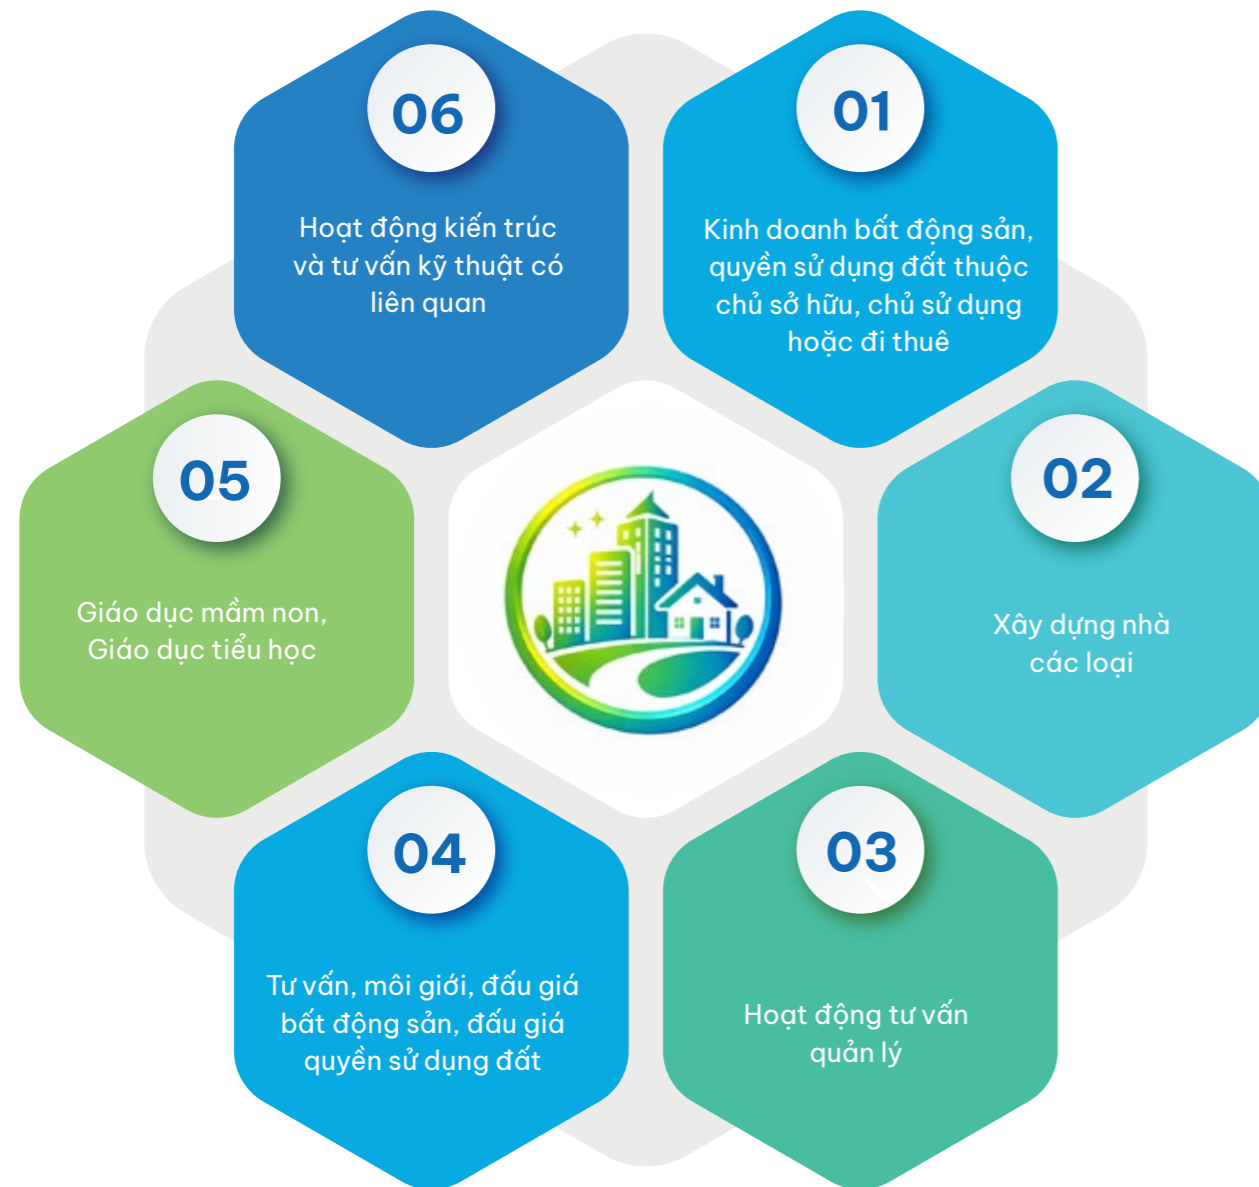 01
Kinh doanh bất động sản,
quyền sử dụng đất thuộc
chủ sở hữu, chủ sử dụng
hoặc đi thuê
02
Xây dựng nhà
các loại
03
Hoạt động tư vấn
quản lý
04
Tư vấn, môi giới, đấu giá
bất động sản, đấu giá
quyền sử dụng đất
05
Giáo dục mầm non,
Giáo dục tiểu học
06
Hoạt động kiến trúc
và tư vấn kỹ thuật có
liên quan